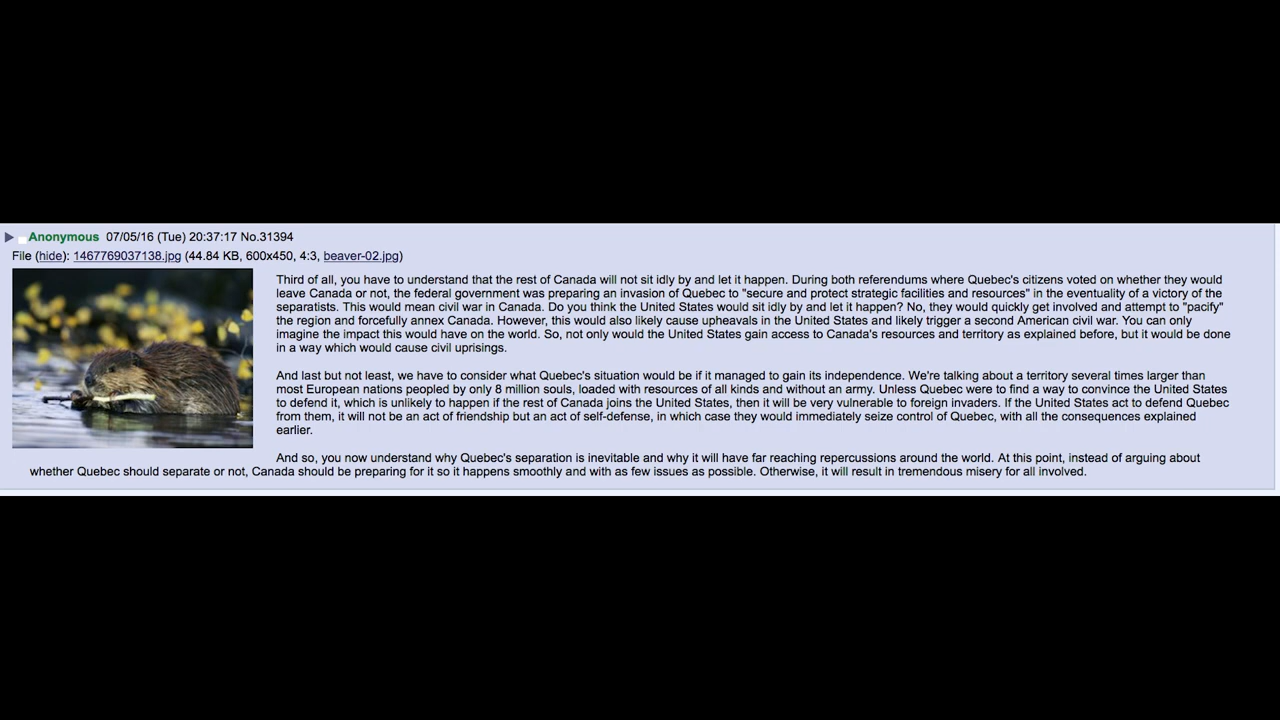 Anonymous 07/05/16 (Tue) 20:37:17 No.31394
File (hide): 1467769037138.jpg (44.84 KB, 600x450, 4:3, beaver-02.jpg)
Third of all, you have to understand that the rest of Canada will not sit idly by and let it happen. During both referendums where Quebec's citizens voted on whether they would
leave Canada or not, the federal government was preparing an invasion of Quebec to "secure and protect strategic facilities and resources" in the eventuality of a victory of the
separatists. This would mean civil war in Canada. Do you think the United States would sit idly by and let it happen? No, they would quickly get involved and attempt to "pacify"
the region and forcefully annex Canada. However, this would also likely cause upheavals in the United States and likely trigger a second American civil war. You can only
imagine the impact this would have on the world. So, not only would the United States gain access to Canada's resources and territory as explained before, but it would be done
in a way which would cause civil uprisings.
And last but not least, we have to consider what Quebec's situation would be if it managed to gain its independence. We're talking about a territory several times larger than
most European nations peopled by only 8 million souls, loaded with resources of all kinds and without an army. Unless Quebec were to find a way to convince the United States
to defend it, which is unlikely to happen if the rest of Canada joins the United States, then it will be very vulnerable to foreign invaders. If the United States act to defend Quebec
from them, it will not be an act of friendship but an act of self-defense, in which case they would immediately seize control of Quebec, with all the consequences explained
earlier.
And so, you now understand why Quebec's separation is inevitable and why it will have far reaching repercussions around the world. At this point, instead of arguing about
whether Quebec should separate or not, Canada should be preparing for it so it happens smoothly and with as few issues as possible. Otherwise, it will result in tremendous misery for all involved.